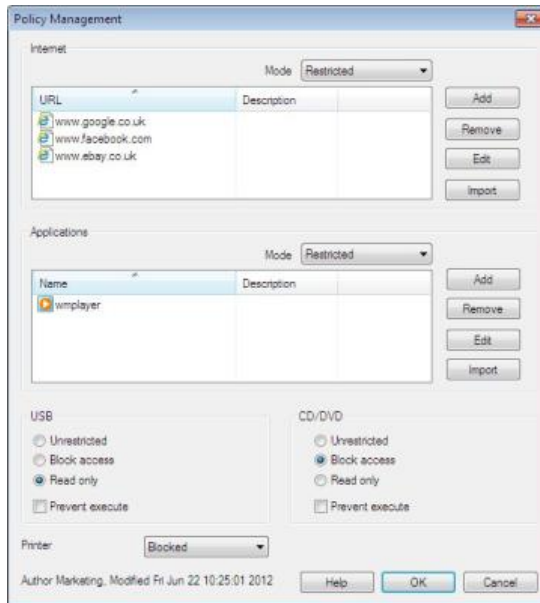 Policy Management
Internet
Mode Restricted
URL Description
www.google.co.uk
www.facebook.com
www.ebay.co.uk
Add
Remove
Edit
Import
Applications
Mode Restricted
Name Description
wmplayer
Add
Remove
Edit
Import
USB
Unrestricted
Block access
Read only
Prevent execute
CD/DVD
Unrestricted
Block access
Read only
Prevent execute
Printer Blocked
Author Marketing, Modified Fri Jun 22 10:25:01 2012
Help OK Cancel